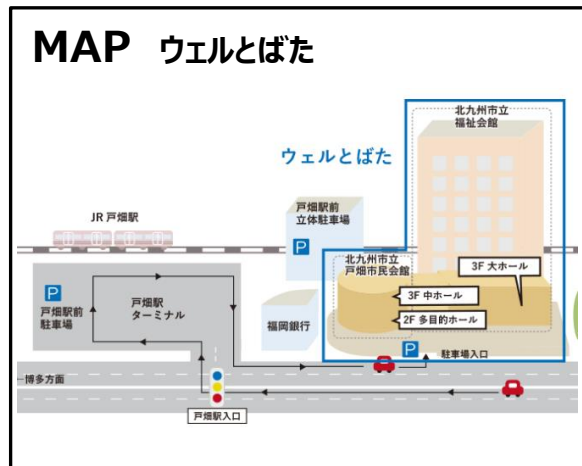 MAP ウェルとばた
北九州市立
福祉会館
ウェルとばた
戸畑駅前
立体駐車場
P
JR 戸畑駅
北九州市立
戸畑市民会館
3F 大ホール
3F 中ホール
2F 多目的ホール
P
戸畑駅前
駐車場
戸畑駅
ターミナル
福岡銀行
P
駐車場入口
←博多方面
戸畑駅入口